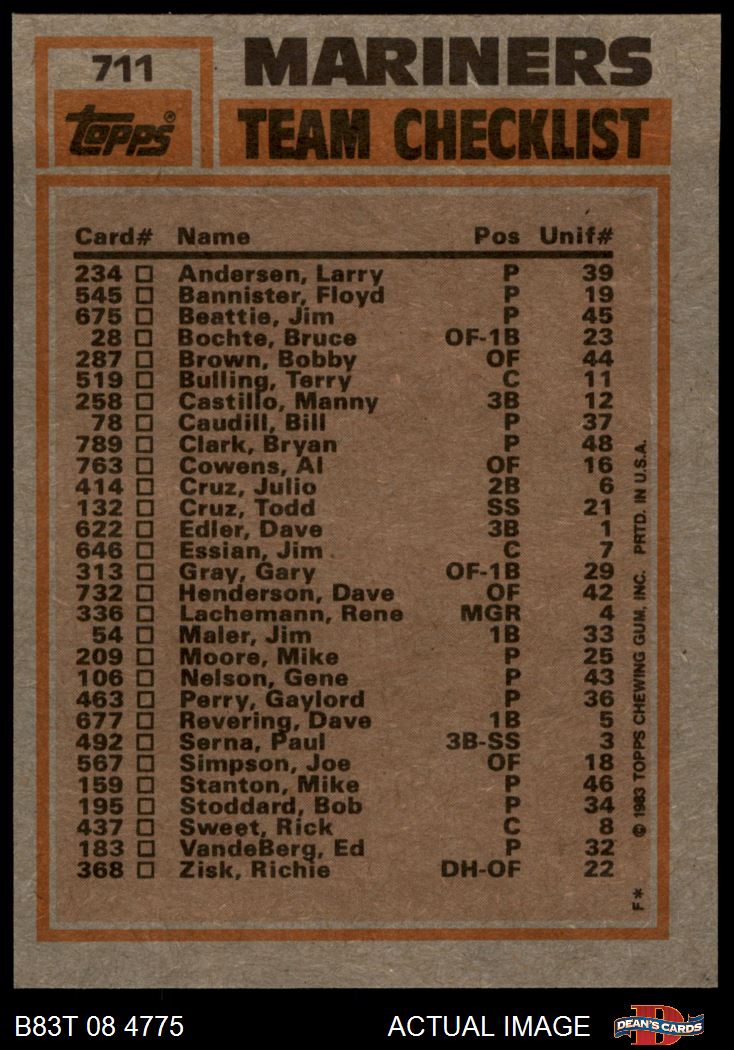 711
MARINERS
Topps®
TEAM CHECKLIST
Card# Name Pos Unif#
234 Andersen, Larry P 39
545 Bannister, Floyd P 19
675 Beattie, Jim P 45
28 Bochte, Bruce OF-1B 23
287 Brown, Bobby OF 44
519 Bulling, Terry C 11
258 Castillo, Manny 3B 12
78 Caudill, Bill P 37
789 Clark, Bryan P 48
763 Cowens, Al OF 16
414 Cruz, Julio 2B 6
132 Cruz, Todd SS 21
622 Edler, Dave 3B 1
646 Essian, Jim C 7
313 Gray, Gary OF-1B 29
732 Henderson, Dave OF 42
336 Lachemann, Rene MGR 4
54 Maler, Jim 1B 33
209 Moore, Mike P 25
106 Nelson, Gene P 43
463 Perry, Gaylord P 36
677 Revering, Dave 1B 5
492 Serna, Paul 3B-SS 3
567 Simpson, Joe OF 18
159 Stanton, Mike P 46
195 Stoddard, Bob P 34
437 Sweet, Rick C 8
183 VandeBerg, Ed P 32
368 Zisk, Richie DH-OF 22
F* © 1983 TOPPS CHEWING GUM, INC. PRTD. IN U.S.A.
B83T 08 4775 ACTUAL IMAGE
D DEAN'S CARDS